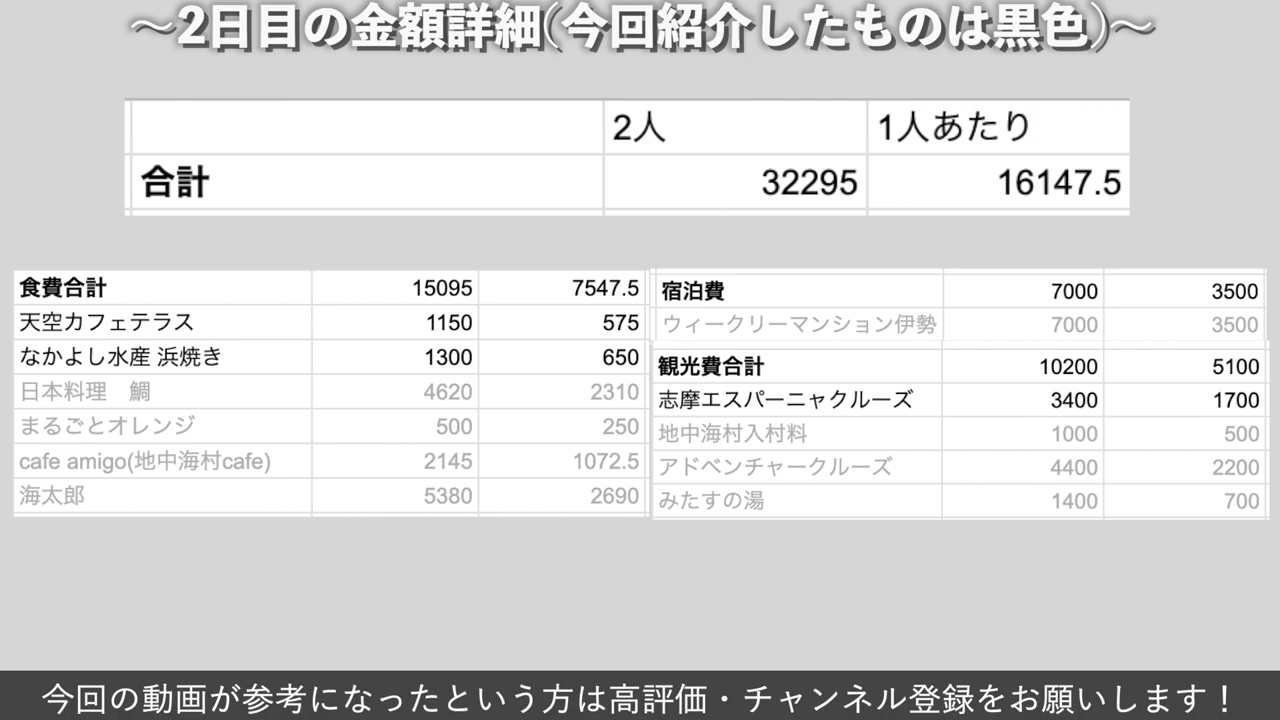 ～2日目の金額詳細(今回紹介したものは黒色)～
2人 1人あたり
合計 32295 16147.5
食費合計 15095 7547.5
天空カフェテラス 1150 575
なかよし水産 浜焼き 1300 650
日本料理　鯛 4620 2310
まるごとオレンジ 500 250
cafe amigo(地中海村cafe) 2145 1072.5
海太郎 5380 2690
宿泊費 7000 3500
ウィークリーマンション伊勢 7000 3500
観光費合計 10200 5100
志摩エスパーニャクルーズ 3400 1700
地中海村入村料 1000 500
アドベンチャークルーズ 4400 2200
みたすの湯 1400 700
今回の動画が参考になったという方は高評価・チャンネル登録をお願いします！